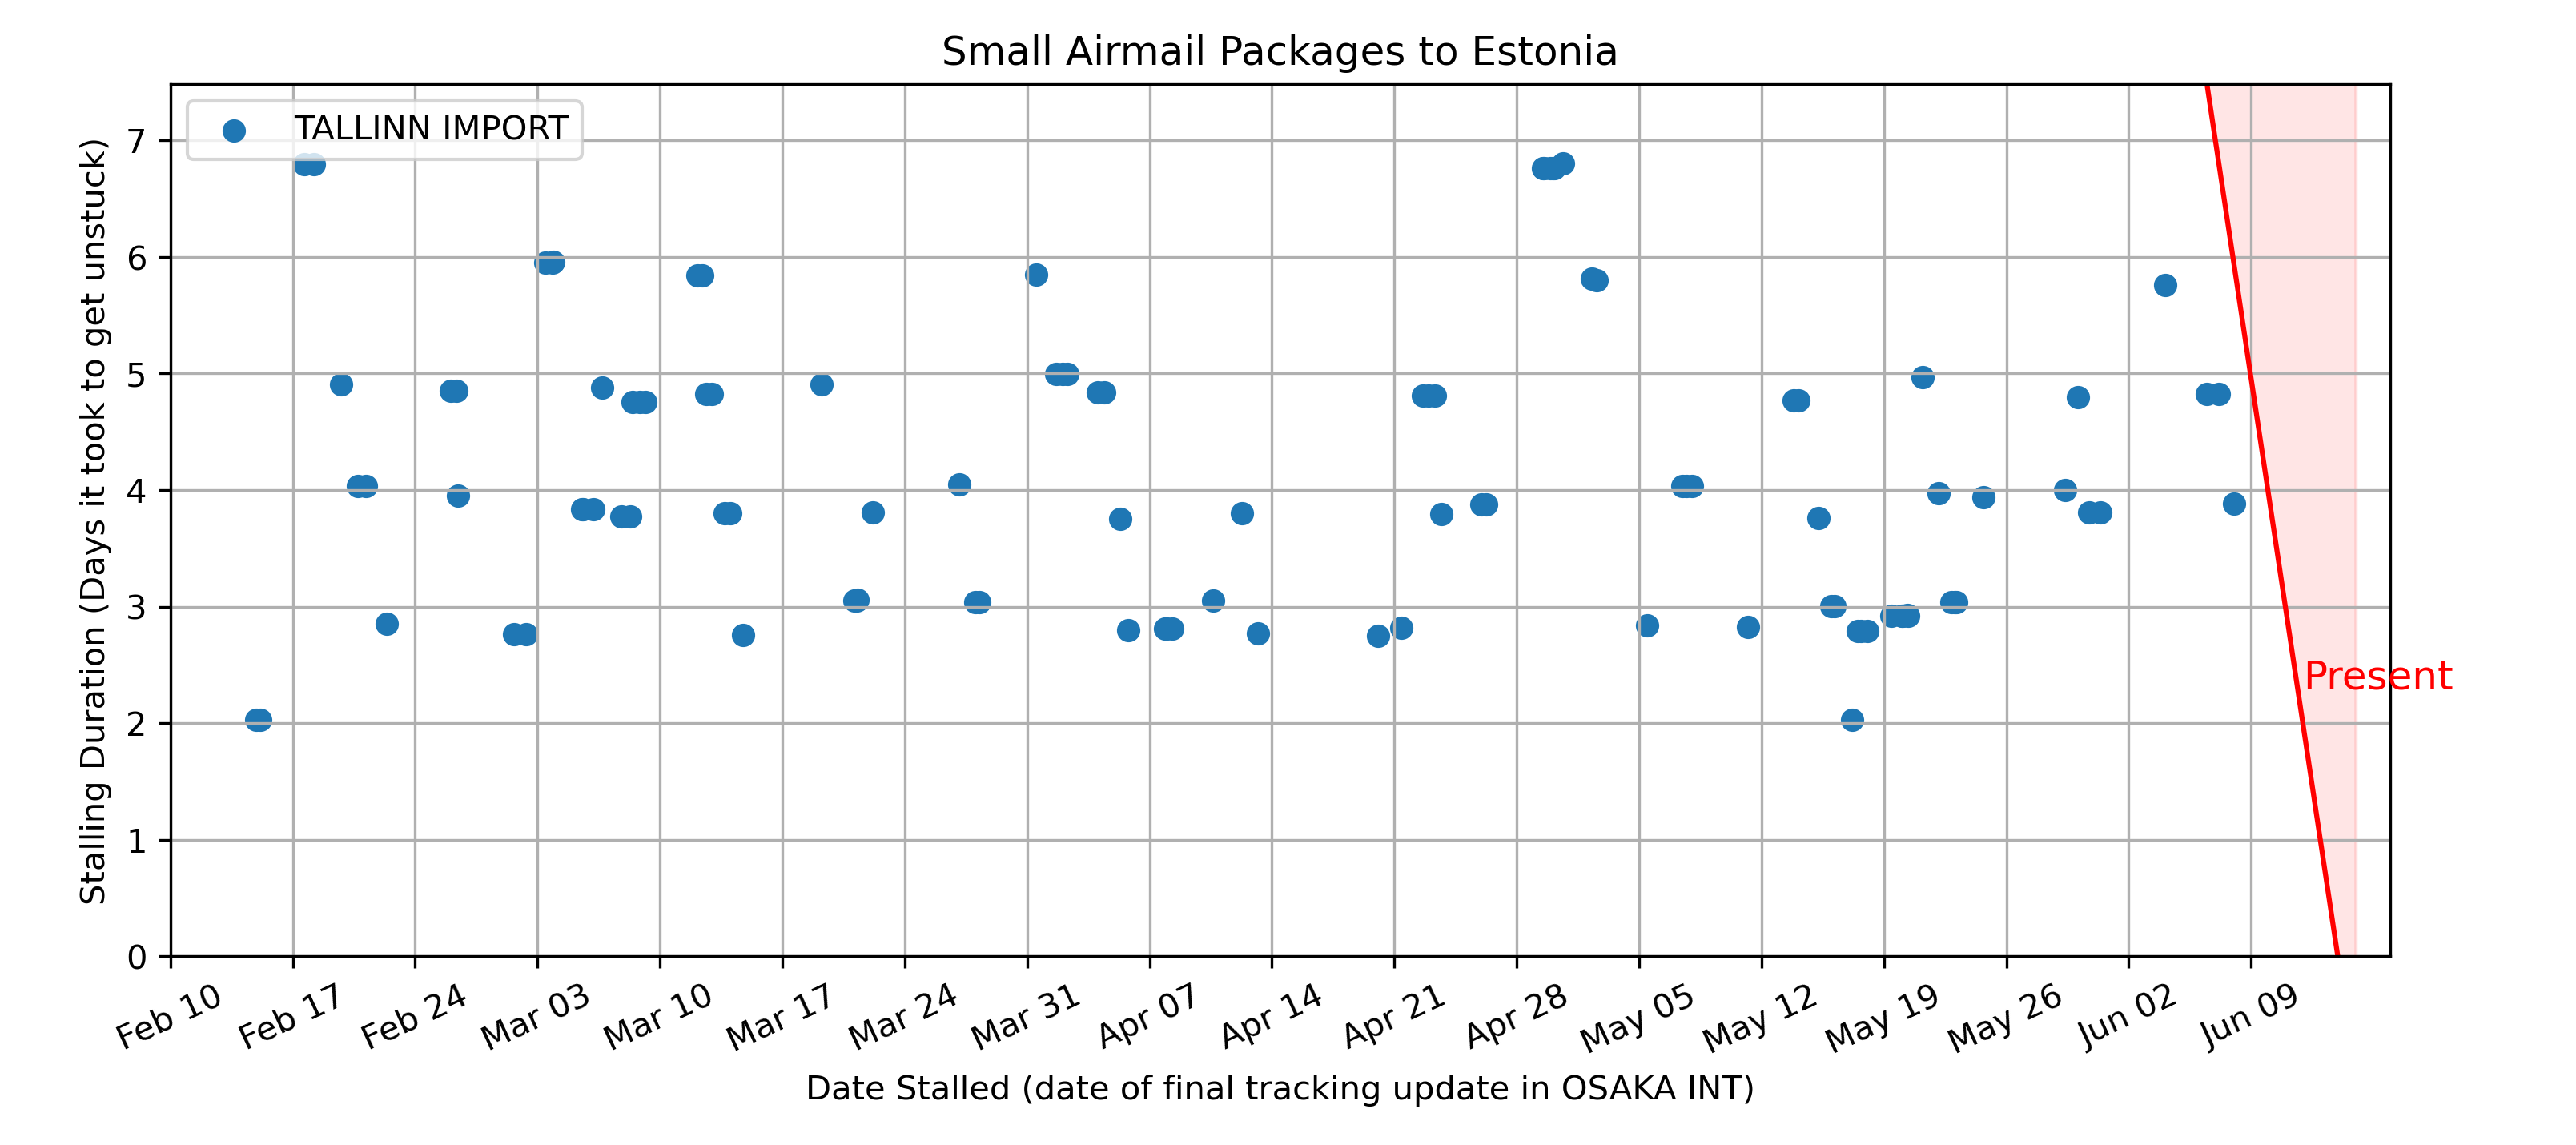 Small Airmail Packages to Estonia
TALLINN IMPORT
Stalling Duration (Days it took to get unstuck)
7
6
5
4
3
2
1
0
Present
Feb 10
Feb 17
Feb 24
Mar 03
Mar 10
Mar 17
Mar 24
Mar 31
Apr 07
Apr 14
Apr 21
Apr 28
May 05
May 12
May 19
May 26
Jun 02
Jun 09
Date Stalled (date of final tracking update in OSAKA INT)